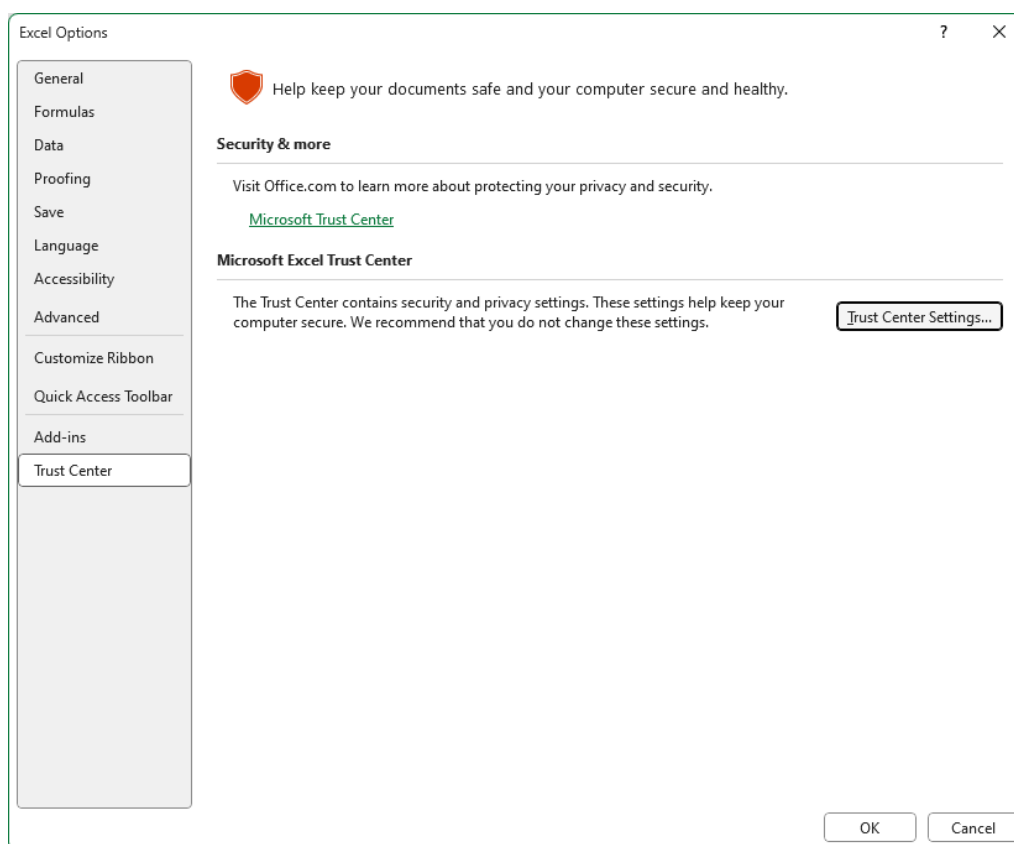 Excel Options
?
General
Formulas
Data
Proofing
Save
Language
Accessibility
Advanced
Customize Ribbon
Quick Access Toolbar
Add-ins
Trust Center
Help keep your documents safe and your computer secure and healthy.
Security & more
Visit Office.com to learn more about protecting your privacy and security.
Microsoft Trust Center
Microsoft Excel Trust Center
The Trust Center contains security and privacy settings. These settings help keep your
computer secure. We recommend that you do not change these settings.
Trust Center Settings...
OK
Cancel